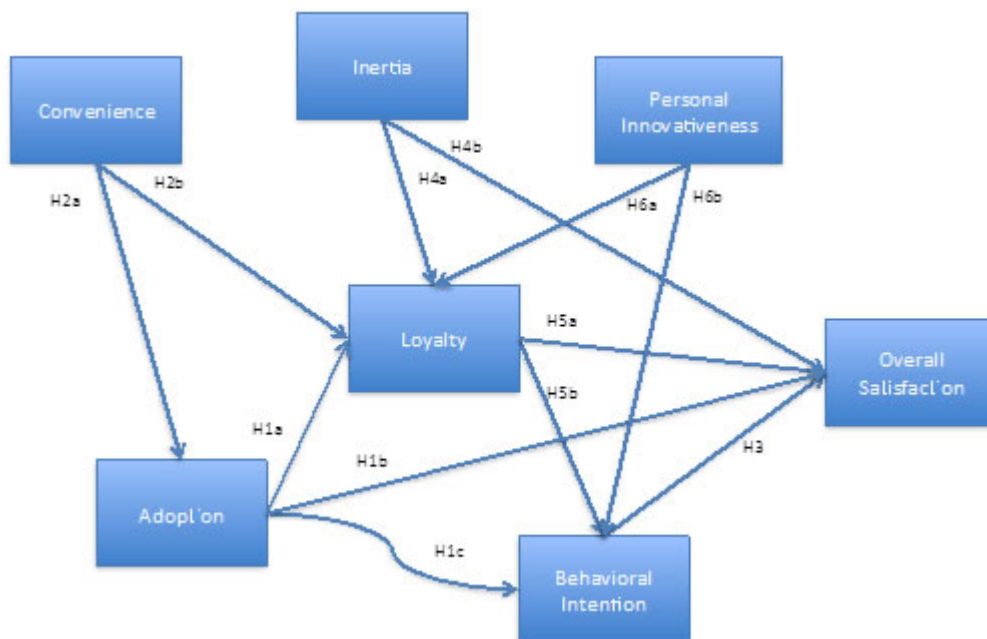 Inertia
Convenience
Personal
Innovativeness
H4b
H2b
H4a
H2a
H6a
H6b
Loyalty
H5a
Overall
Salisfacl'on
H5b
H1a
H1b
H3
Adopl'on
H1c
Behavioral
Intention